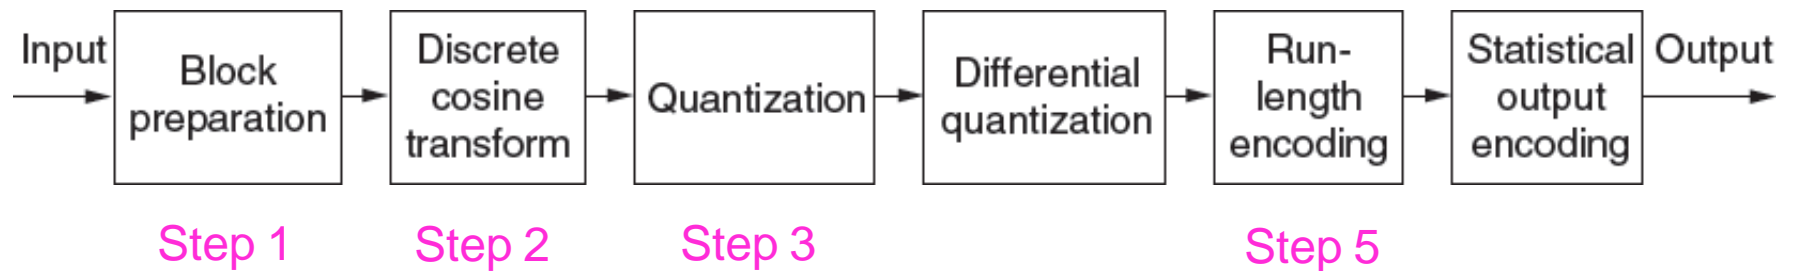 Input
Block
preparation
Discrete
cosine
transform
Quantization
Differential
quantization
Run-
length
encoding
Statistical
output
encoding
Output
Step 1
Step 2
Step 3
Step 5